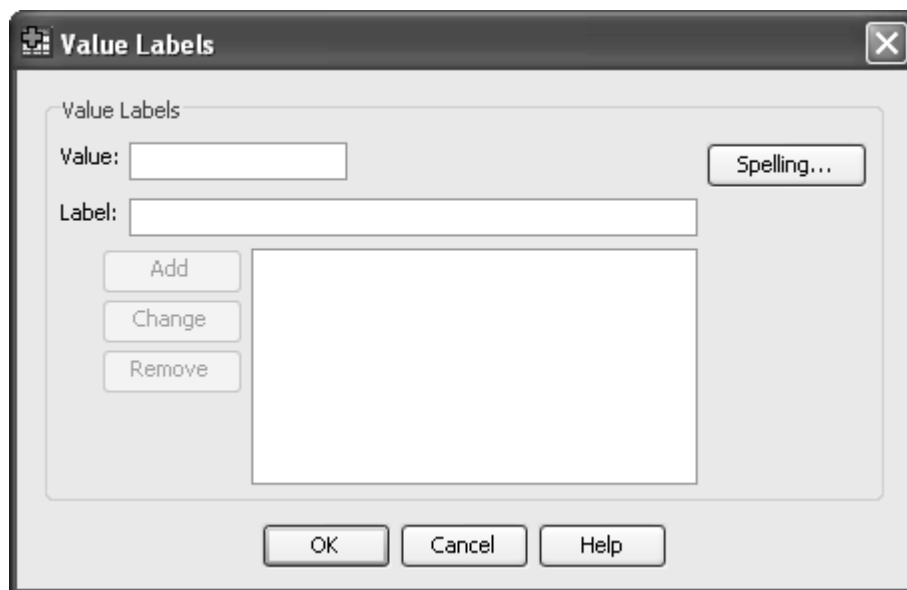 Value Labels
Value Labels
Value:
Spelling...
Label:
Add
Change
Remove
OK Cancel Help